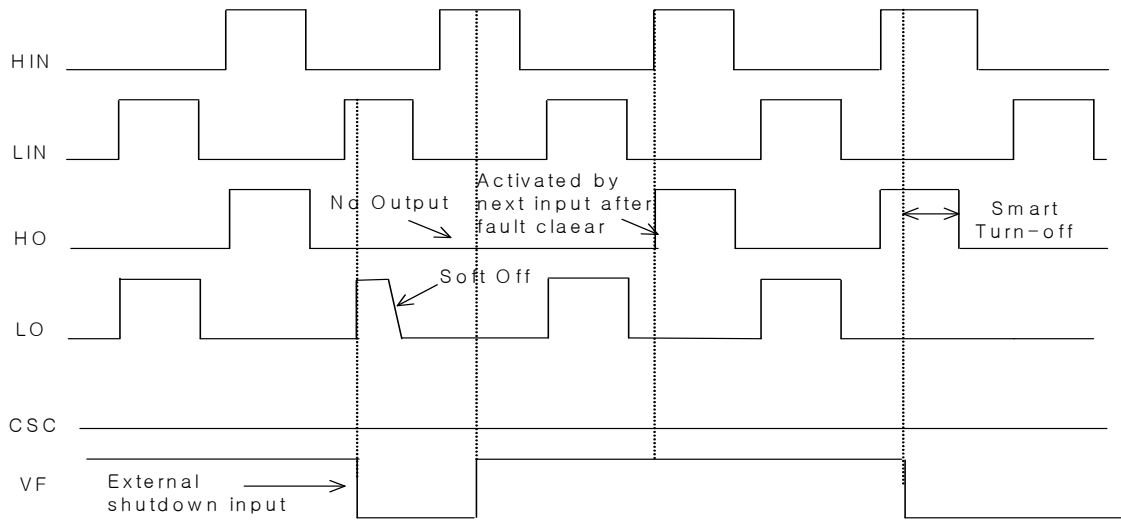 HIN
LIN
No Output
Activated by
next input after
fault claear
HO
Smart
Turn-off
Soft Off
LO
CSC
VF
External
shutdown input